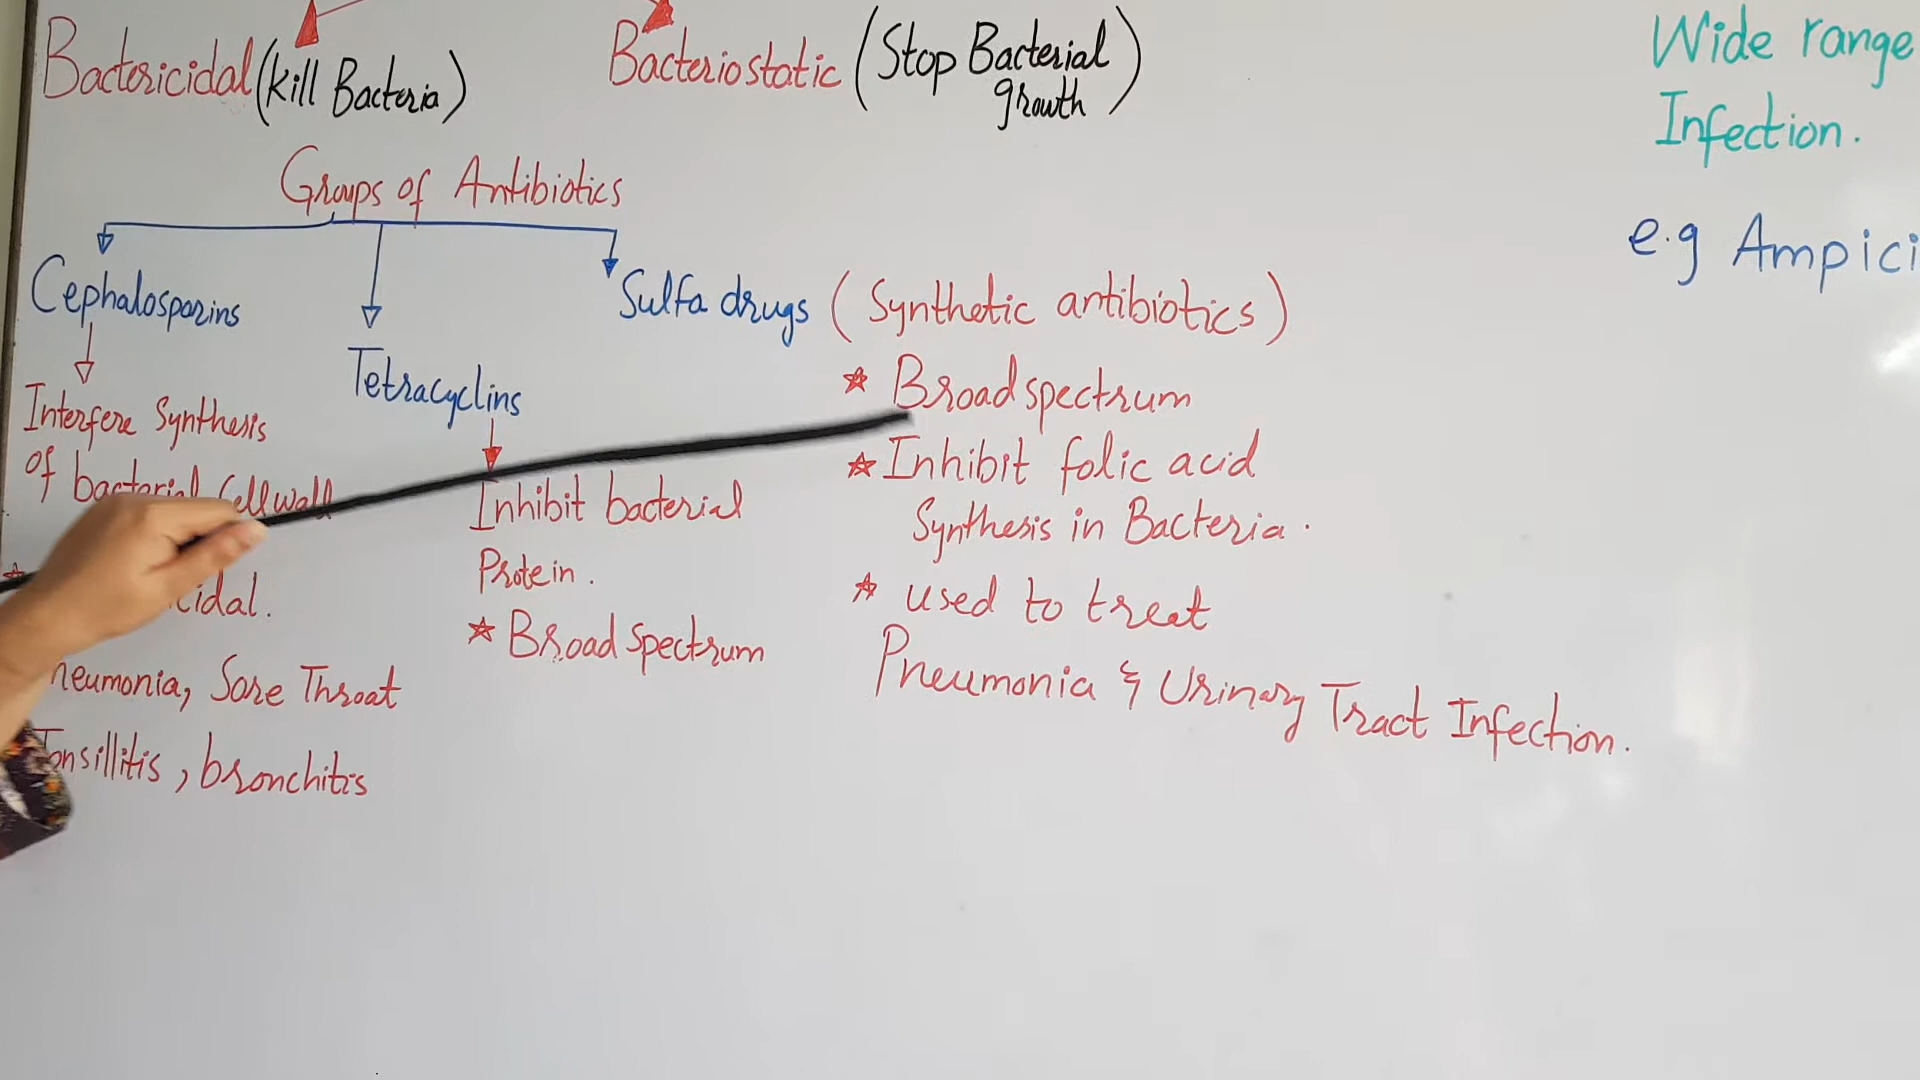 Bactericidal (kill Bacteria)
Bacteriostatic (Stop Bacterial
growth)
Wide range
Infection.
e.g Ampici
Groups of Antibiotics
Cephalosporins
Interfere Synthesis
of bacterial Cell wall
cidal.
neumonia, Sore Throat
Tonsillitis, bronchitis
Tetracyclins
Inhibit bacterial
Protein.
☆ Broad spectrum
Sulfa drugs (Synthetic antibiotics)
☆ Broad spectrum
☆ Inhibit folic acid
Synthesis in Bacteria.
☆ used to treat
Pneumonia & Urinary Tract Infection.